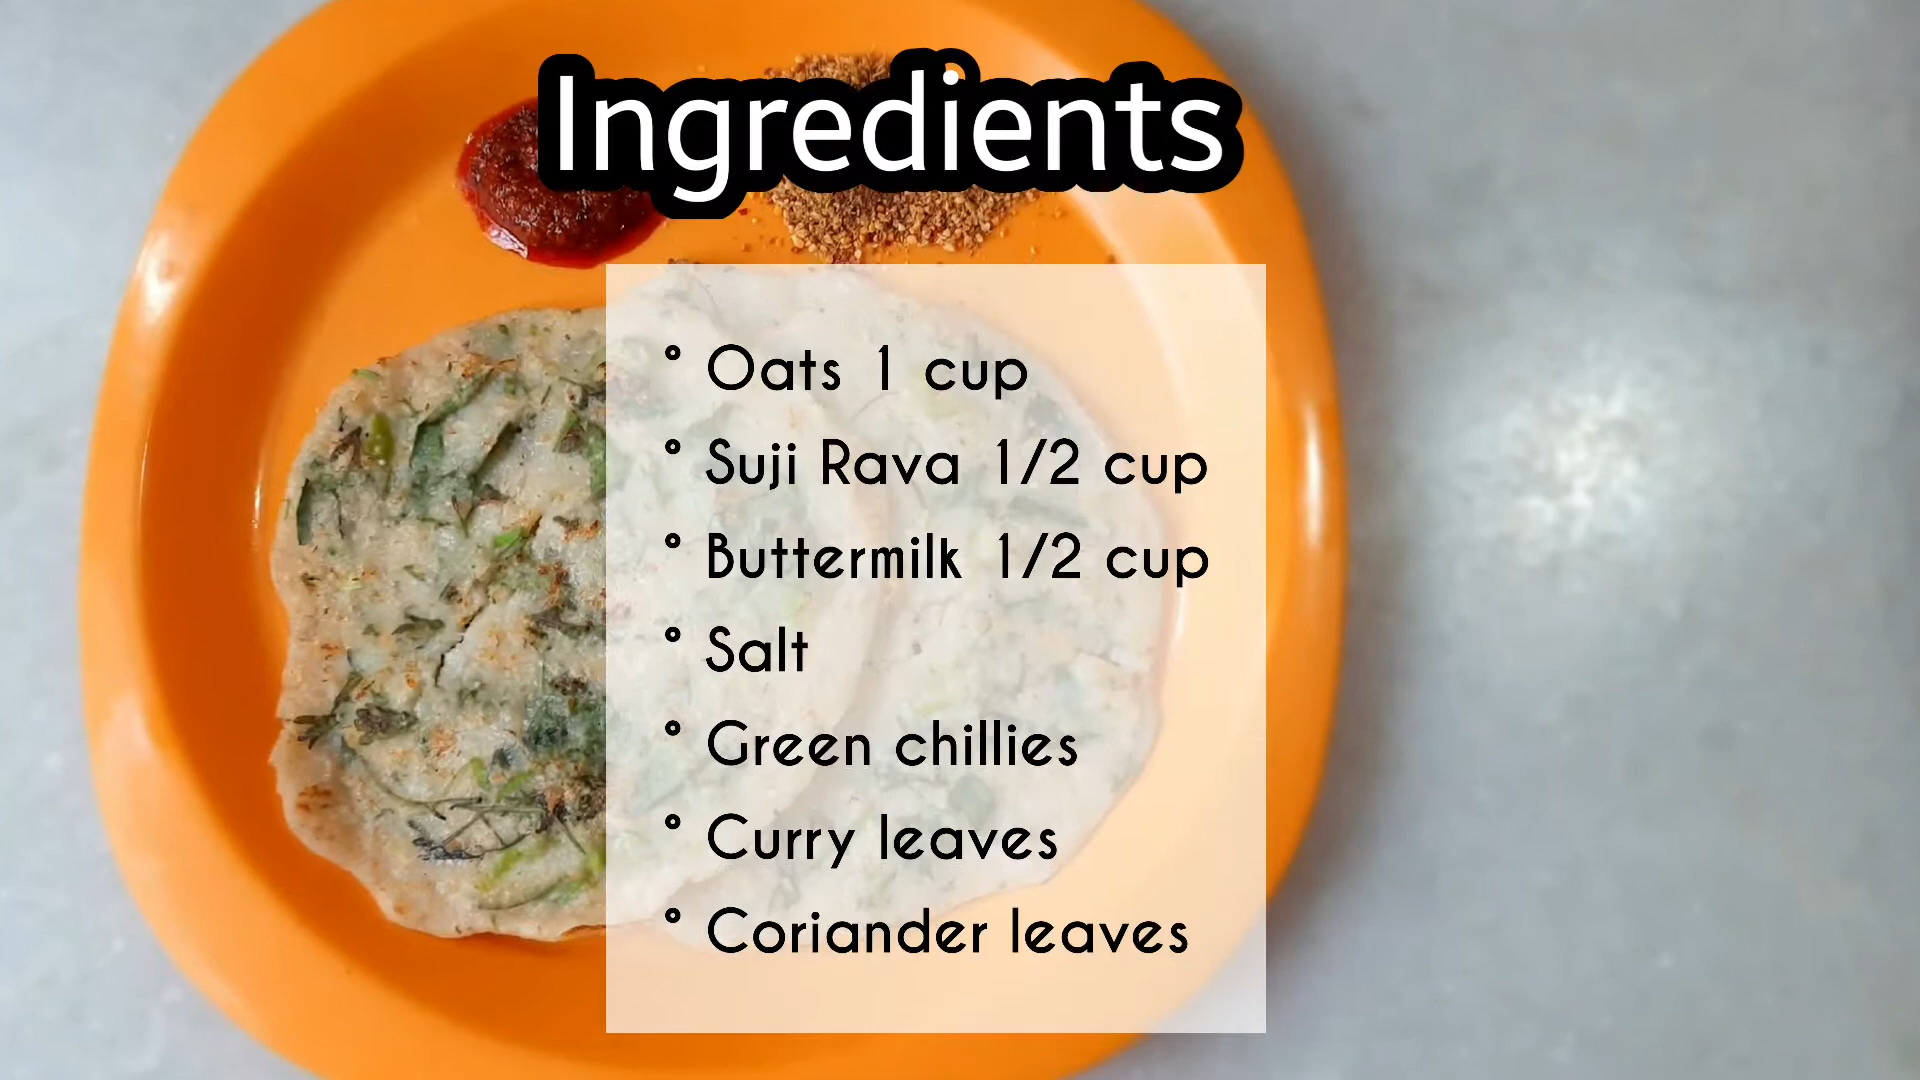 Ingredients
° Oats 1 cup
° Suji Rava 1/2 cup
° Buttermilk 1/2 cup
° Salt
° Green chillies
° Curry leaves
° Coriander leaves